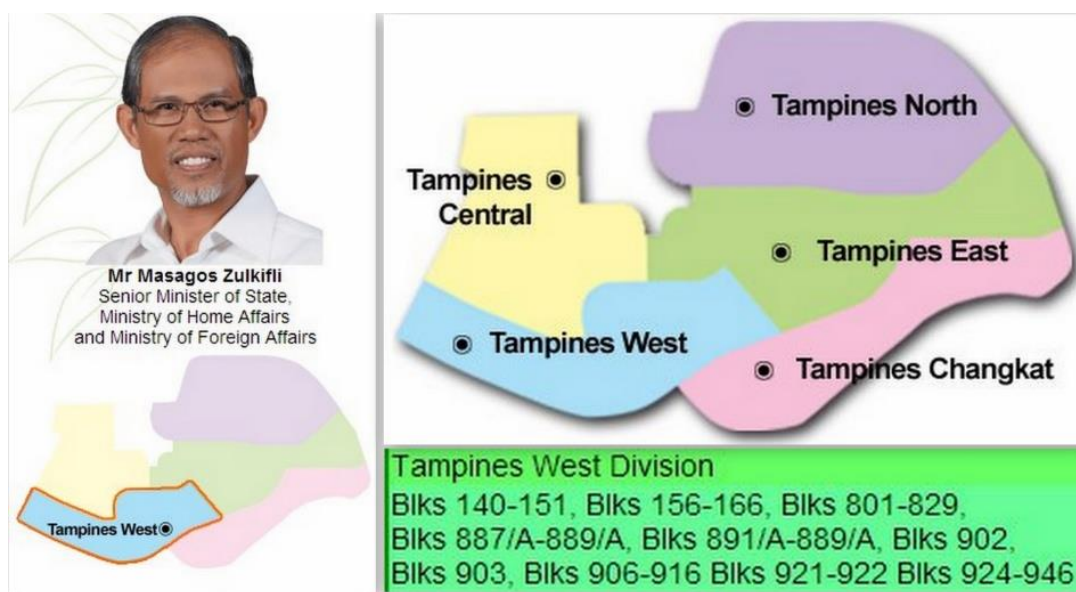 Mr Masagos Zulkifli
Senior Minister of State,
Ministry of Home Affairs
and Ministry of Foreign Affairs
Tampines West
Tampines North
Tampines
Central
Tampines East
Tampines West
Tampines Changkat
Tampines West Division
Blks 140-151, Blks 156-166, Blks 801-829,
Blks 887/A-889/A, Blks 891/A-889/A, Blks 902,
Blks 903, Blks 906-916 Blks 921-922 Blks 924-946